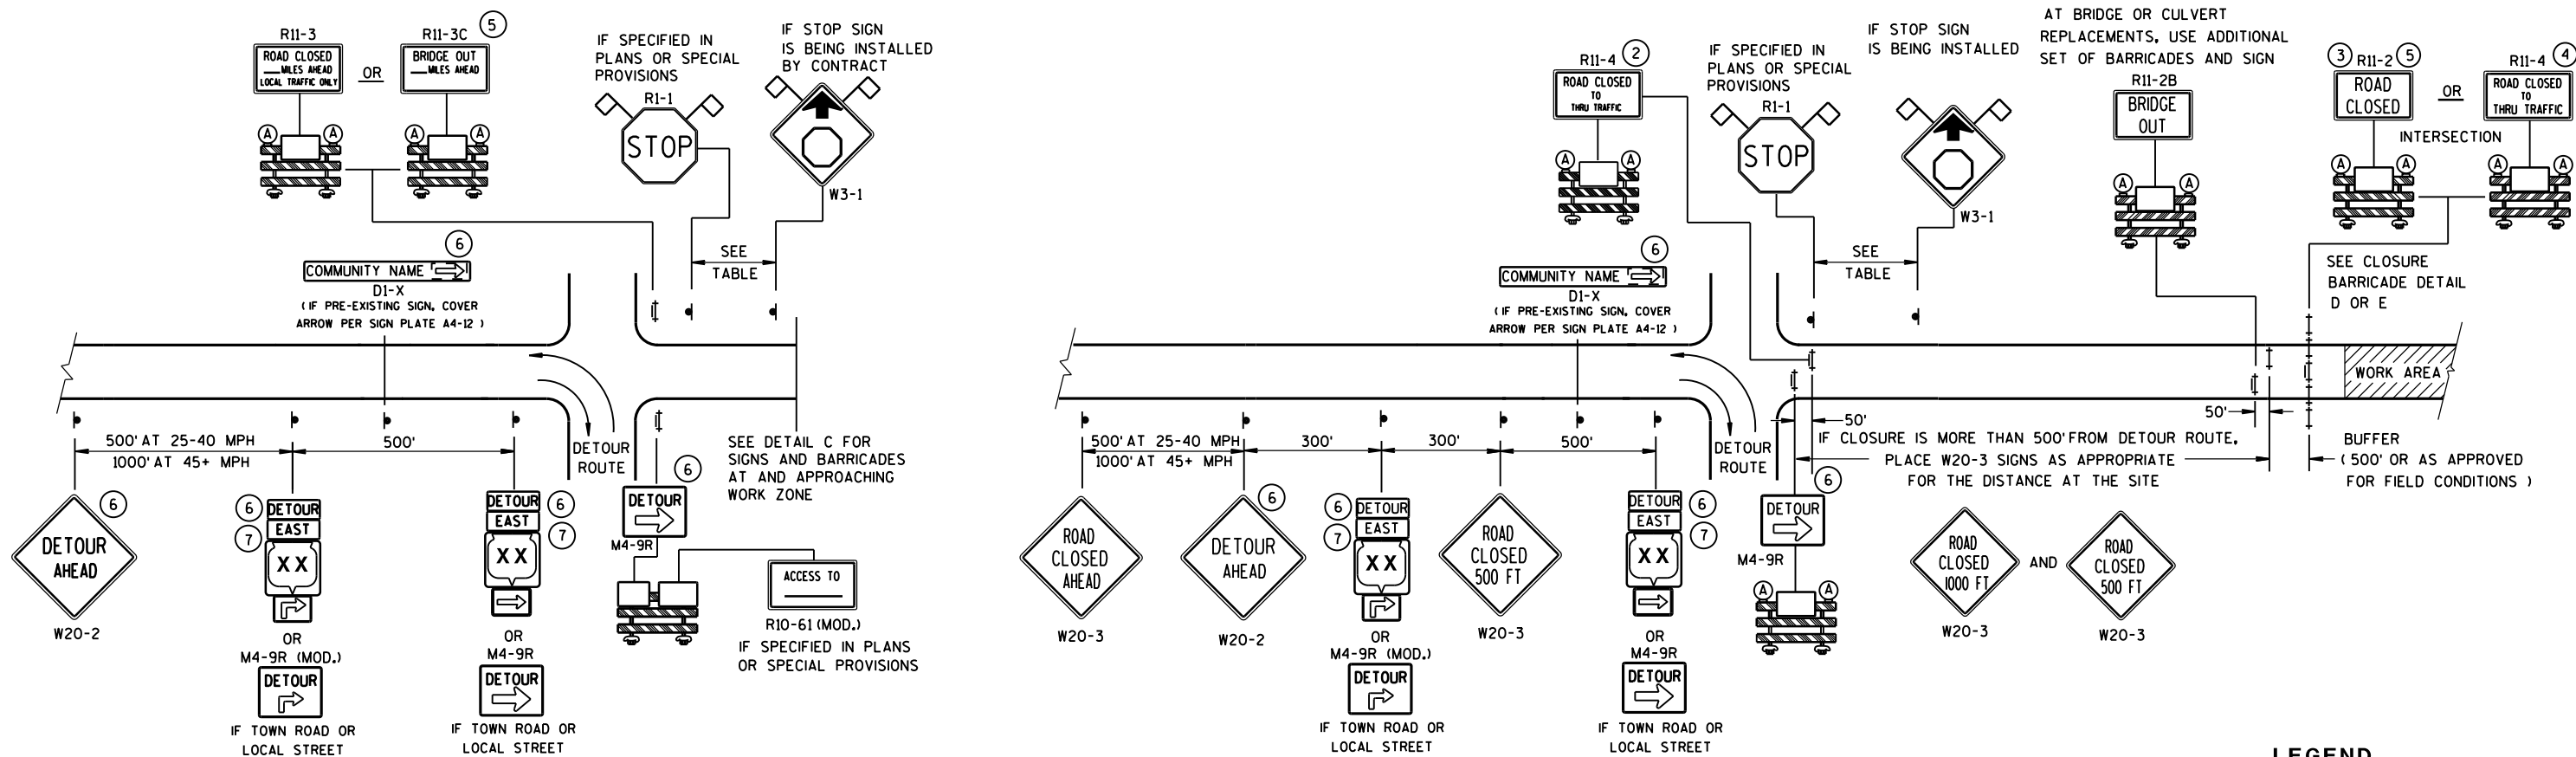 R11-3
ROAD CLOSED
___MILES AHEAD
LOCAL TRAFFIC ONLY
OR
R11-3C
5
BRIDGE OUT
___MILES AHEAD
A
A
A
A
IF SPECIFIED IN
PLANS OR SPECIAL
PROVISIONS
R1-1
STOP
IF STOP SIGN
IS BEING INSTALLED
BY CONTRACT
W3-1
SEE
TABLE
6
COMMUNITY NAME
D1-X
(IF PRE-EXISTING SIGN, COVER
ARROW PER SIGN PLATE A4-12 )
500' AT 25-40 MPH
1000' AT 45+ MPH
500'
DETOUR
ROUTE
SEE DETAIL C FOR
SIGNS AND BARRICADES
AT AND APPROACHING
WORK ZONE
6
DETOUR
AHEAD
W20-2
6
7
DETOUR
EAST
XX
OR
M4-9R (MOD.)
DETOUR
IF TOWN ROAD OR
LOCAL STREET
DETOUR
EAST
XX
6
7
OR
M4-9R
DETOUR
IF TOWN ROAD OR
LOCAL STREET
6
DETOUR
M4-9R
ACCESS TO
R10-61 (MOD.)
IF SPECIFIED IN PLANS
OR SPECIAL PROVISIONS
R11-4
2
ROAD CLOSED
TO
THRU TRAFFIC
A
A
IF SPECIFIED IN
PLANS OR SPECIAL
PROVISIONS
R1-1
STOP
IF STOP SIGN
IS BEING INSTALLED
W3-1
SEE
TABLE
AT BRIDGE OR CULVERT
REPLACEMENTS, USE ADDITIONAL
SET OF BARRICADES AND SIGN
R11-2B
BRIDGE
OUT
A
A
3
R11-2
5
ROAD
CLOSED
OR
R11-4
4
ROAD CLOSED
TO
THRU TRAFFIC
INTERSECTION
A
A
A
A
SEE CLOSURE
BARRICADE DETAIL
D OR E
6
COMMUNITY NAME
D1-X
(IF PRE-EXISTING SIGN, COVER
ARROW PER SIGN PLATE A4-12 )
WORK AREA
500' AT 25-40 MPH
1000' AT 45+ MPH
300'
300'
500'
DETOUR
ROUTE
50'
50'
IF CLOSURE IS MORE THAN 500' FROM DETOUR ROUTE,
PLACE W20-3 SIGNS AS APPROPRIATE
FOR THE DISTANCE AT THE SITE
BUFFER
(500' OR AS APPROVED
FOR FIELD CONDITIONS )
ROAD
CLOSED
AHEAD
W20-3
6
DETOUR
AHEAD
W20-2
6
7
DETOUR
EAST
XX
OR
M4-9R (MOD.)
DETOUR
IF TOWN ROAD OR
LOCAL STREET
ROAD
CLOSED
500 FT
W20-3
DETOUR
EAST
XX
6
7
OR
M4-9R
DETOUR
IF TOWN ROAD OR
LOCAL STREET
6
DETOUR
M4-9R
A
A
ROAD
CLOSED
1000 FT
W20-3
AND
ROAD
CLOSED
500 FT
W20-3
LEGEND